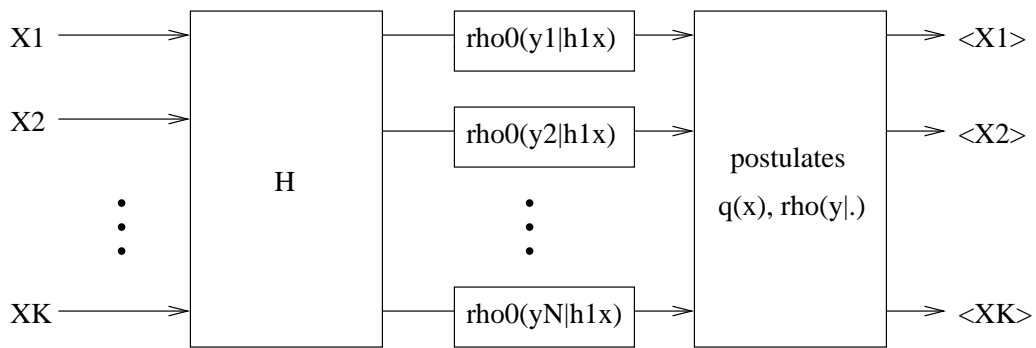 X1 rho0(y1|h1x) <X1>
X2 rho0(y2|h1x) <X2>
H
postulates
q(x), rho(y|.)
XK rho0(yN|h1x) <XK>